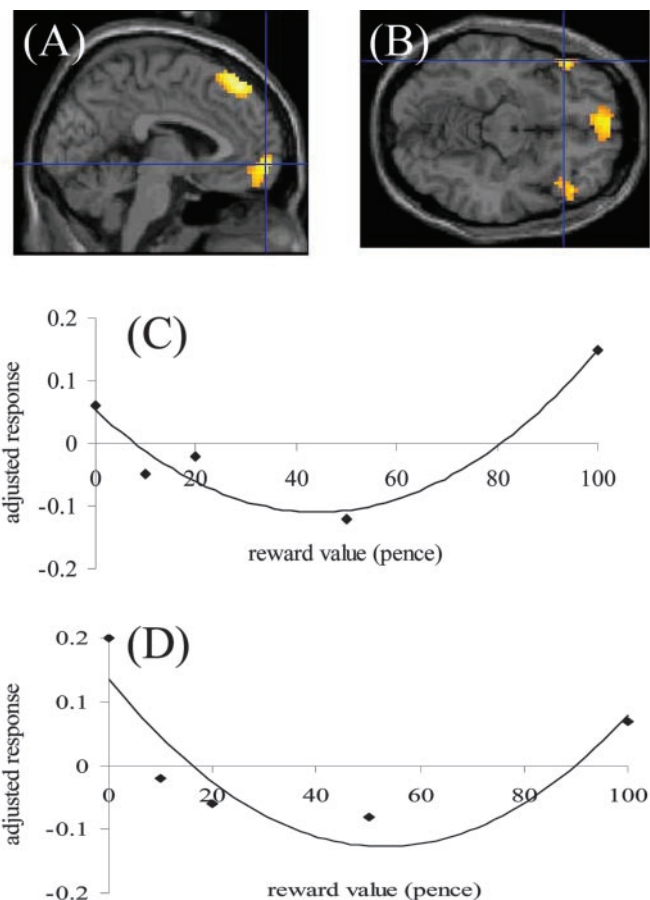 (A) (B)
(C)
0.2
0.1
0
-0.1
-0.2
adjusted response
0 20 40 60 80 100
reward value (pence)
(D)
0.2
0.1
0
-0.1
-0.2
adjusted response
0 20 40 60 80 100
reward value (pence)